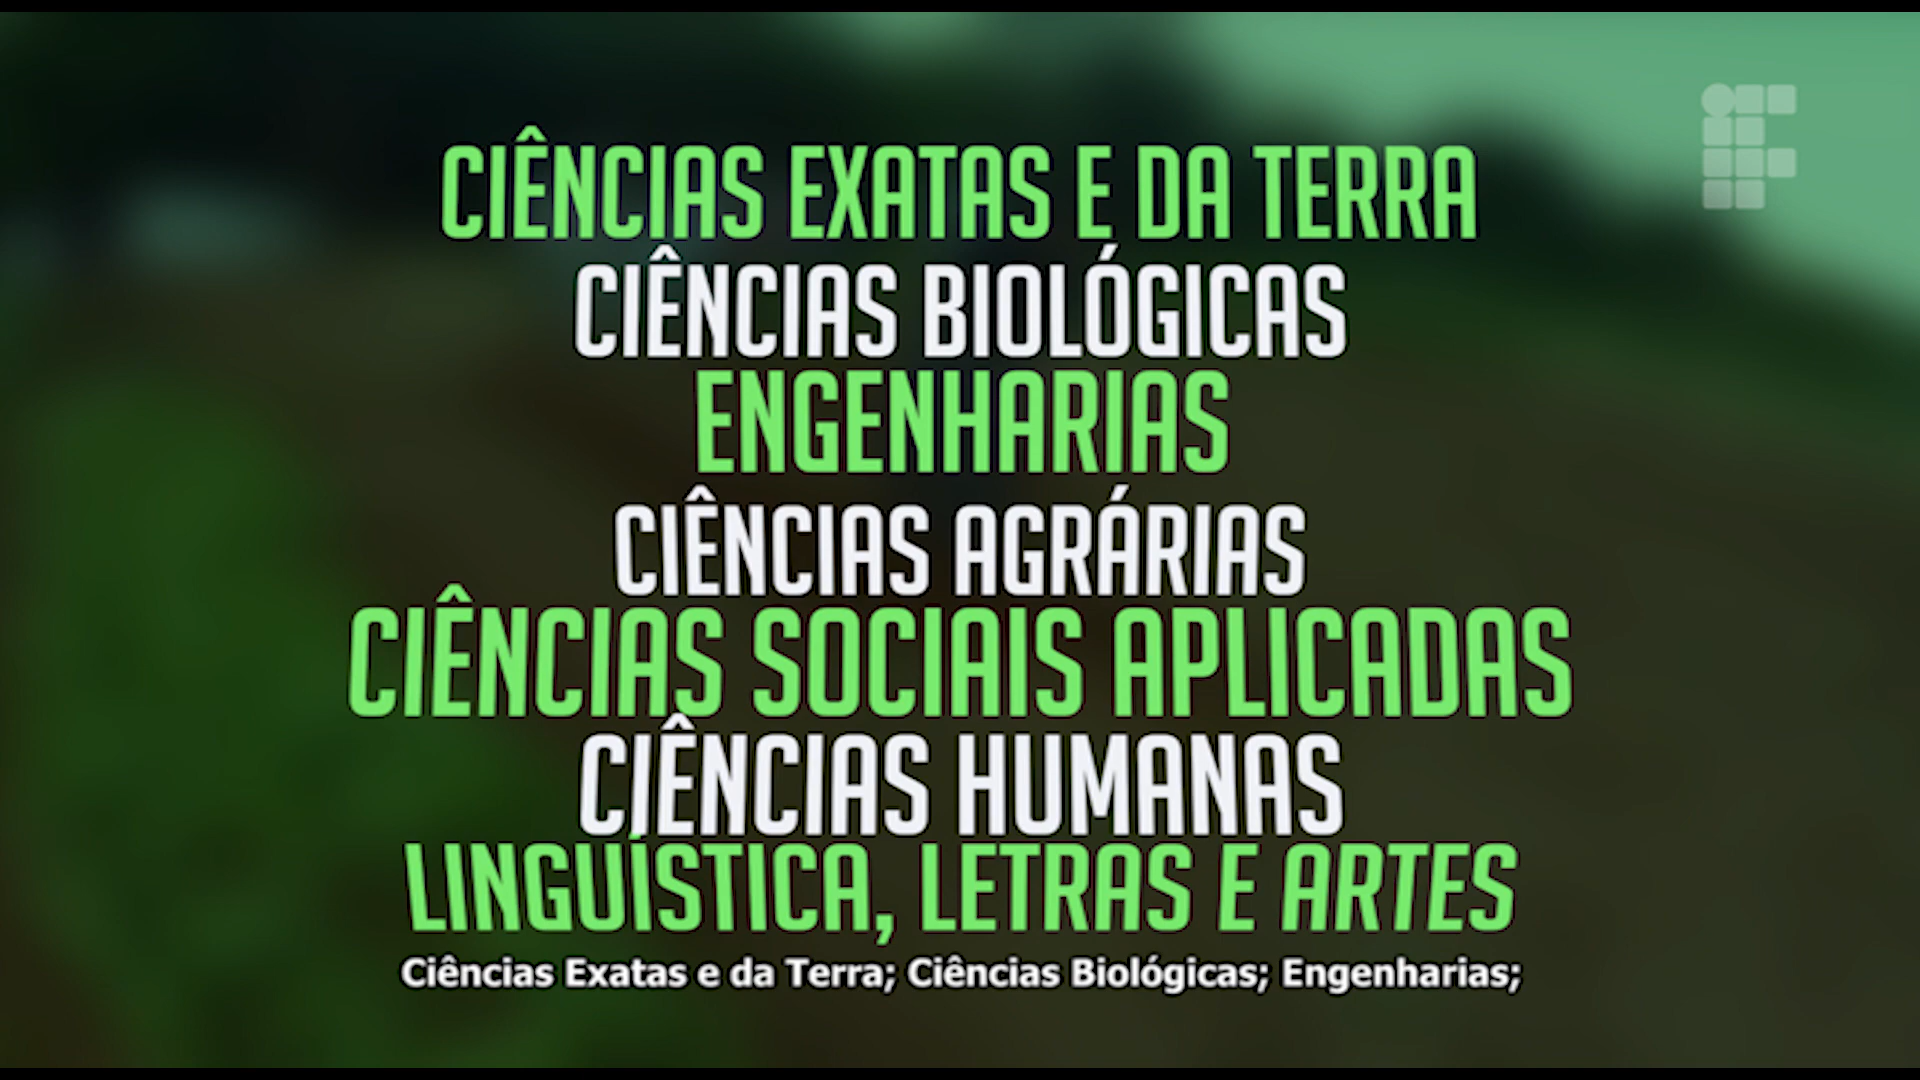 CIÊNCIAS EXATAS E DA TERRA
CIÊNCIAS BIOLÓGICAS
ENGENHARIAS
CIÊNCIAS AGRÁRIAS
CIÊNCIAS SOCIAIS APLICADAS
CIÊNCIAS HUMANAS
LINGUÍSTICA, LETRAS E ARTES
Ciências Exatas e da Terra; Ciências Biológicas; Engenharias;